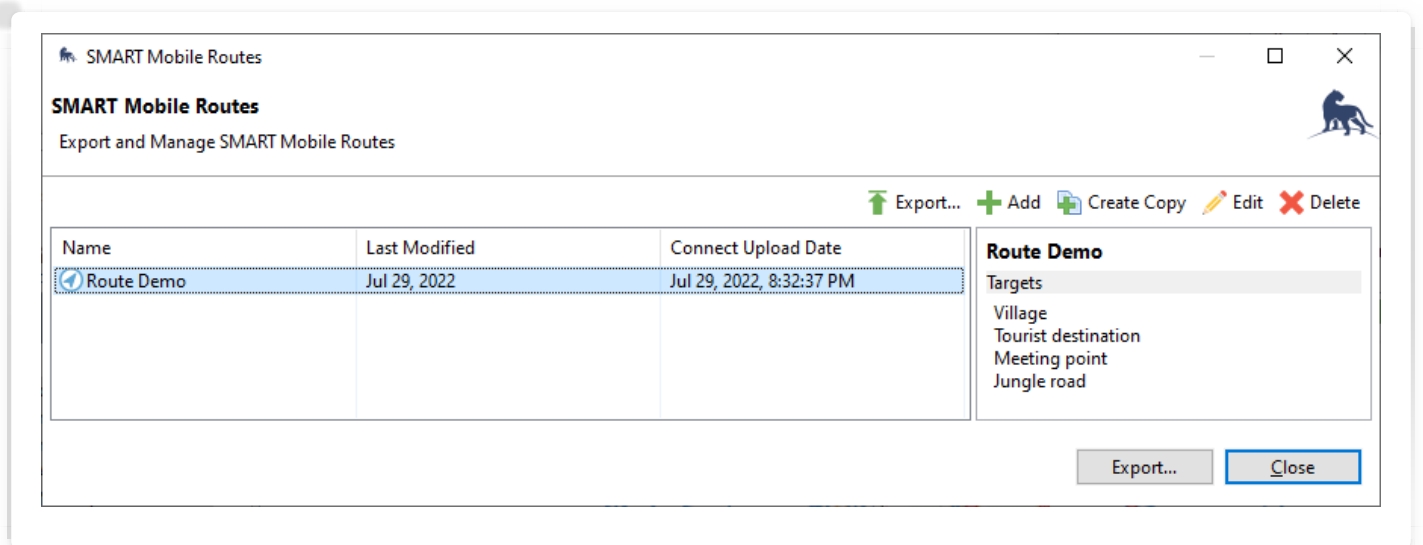 SMART Mobile Routes
SMART Mobile Routes
Export and Manage SMART Mobile Routes
Export... Add Create Copy Edit Delete
Name Last Modified Connect Upload Date
Route Demo Jul 29, 2022 Jul 29, 2022, 8:32:37 PM
Route Demo
Targets
Village
Tourist destination
Meeting point
Jungle road
Export... Close